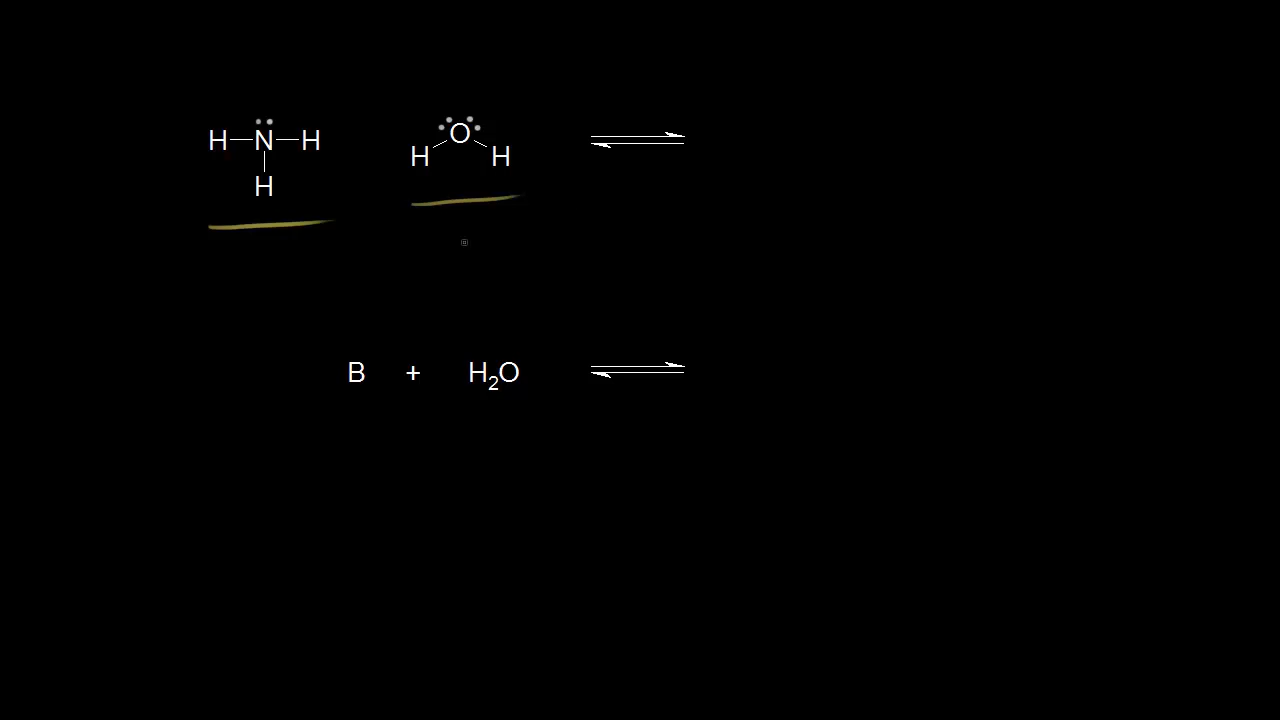 H—N̈—H H Ö H ⇌
H
B + H₂O ⇌